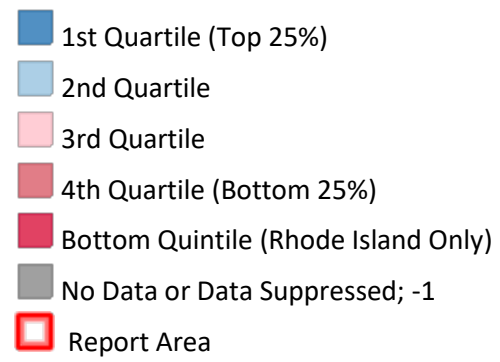 1st Quartile (Top 25%)
2nd Quartile
3rd Quartile
4th Quartile (Bottom 25%)
Bottom Quintile (Rhode Island Only)
No Data or Data Suppressed; -1
Report Area